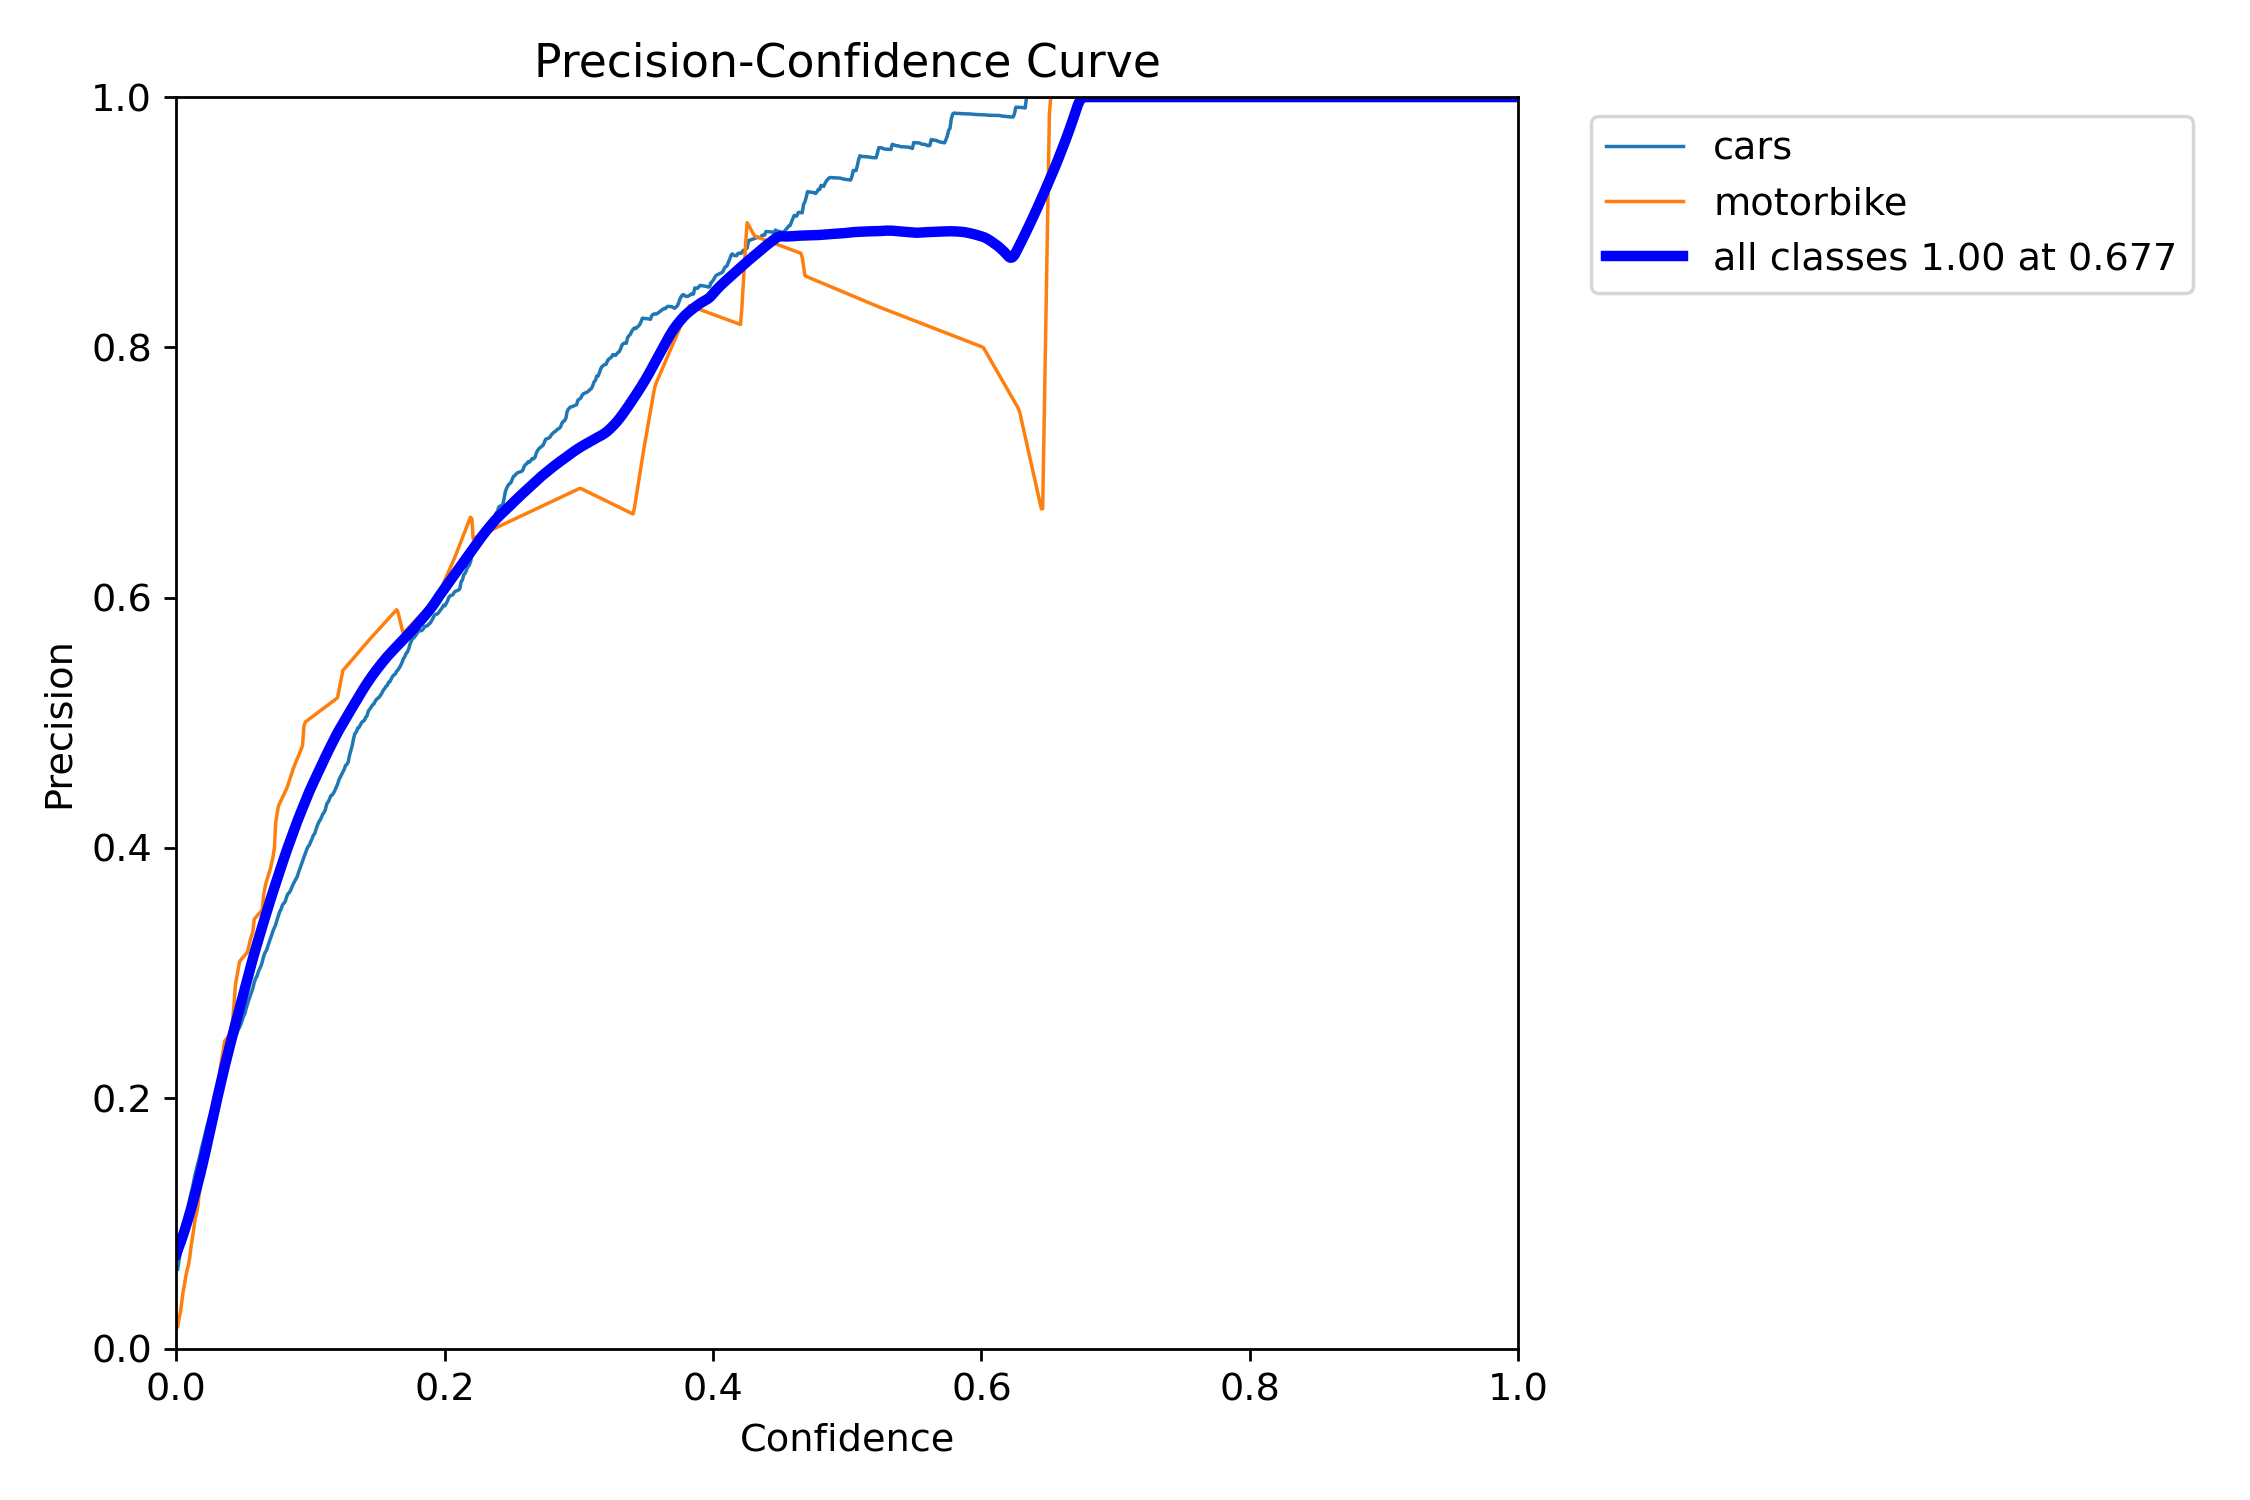 Precision-Confidence Curve
1.0
0.8
0.6
0.4
0.2
0.0
Precision
0.0 0.2 0.4 0.6 0.8 1.0
Confidence
cars
motorbike
all classes 1.00 at 0.677